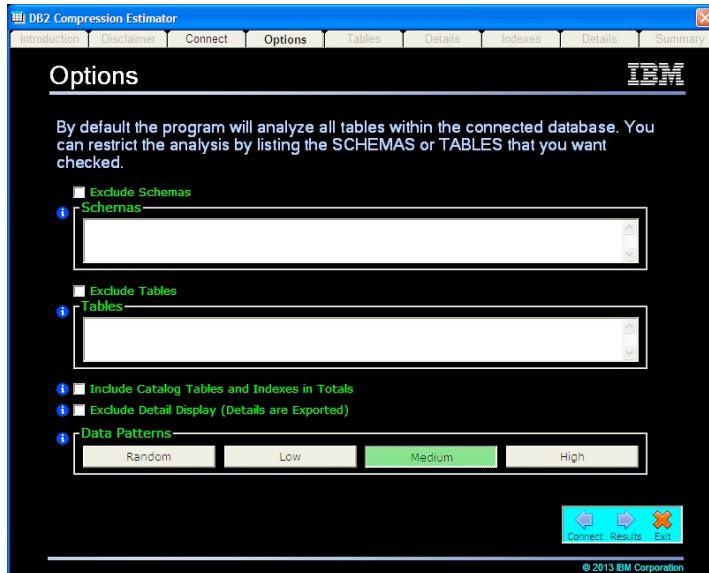 DB2 Compression Estimator
Introduction Disclaimer Connect Options Tables Details Indexes Details Summary
Options
IBM
By default the program will analyze all tables within the connected database. You
can restrict the analysis by listing the SCHEMAS or TABLES that you want
checked.
Exclude Schemas
Schemas
Exclude Tables
Tables
Include Catalog Tables and Indexes in Totals
Exclude Detail Display (Details are Exported)
Data Patterns
Random Low Medium High
Connect Results Exit
© 2013 IBM Corporation